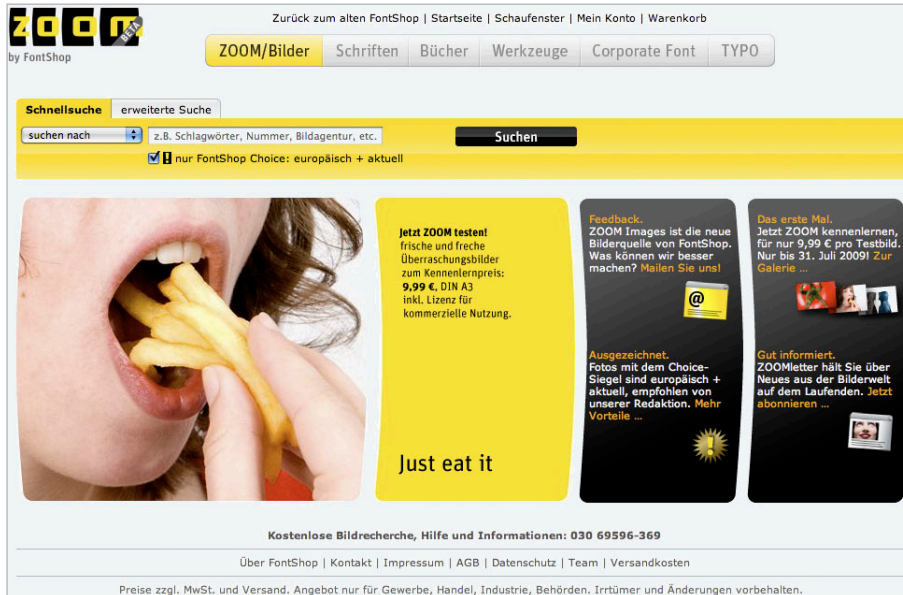 ZOOM
BETA
by FontShop
Zurück zum alten FontShop | Startseite | Schaufenster | Mein Konto | Warenkorb
ZOOM/Bilder Schriften Bücher Werkzeuge Corporate Font TYPO
Schnellsuche erweiterte Suche
suchen nach z.B. Schlagwörter, Nummer, Bildagentur, etc. Suchen
! nur FontShop Choice: europäisch + aktuell
Jetzt ZOOM testen!
frische und freche
Überraschungsbilder
zum Kennenlernpreis:
9,99 €, DIN A3
inkl. Lizenz für
kommerzielle Nutzung.
Just eat it
Feedback.
ZOOM Images ist die neue
Bilderquelle von FontShop.
Was können wir besser
machen? Mailen Sie uns!
@
Ausgezeichnet.
Fotos mit dem Choice-
Siegel sind europäisch +
aktuell, empfohlen von
unserer Redaktion. Mehr
Vorteile ...
!
Das erste Mal.
Jetzt ZOOM kennenlernen,
für nur 9,99 € pro Testbild.
Nur bis 31. Juli 2009! Zur
Galerie ...
Gut informiert.
ZOOMletter hält Sie über
Neues aus der Bilderwelt
auf dem Laufenden. Jetzt
abonnieren ...
Kostenlose Bildrecherche, Hilfe und Informationen: 030 69596-369
Über FontShop | Kontakt | Impressum | AGB | Datenschutz | Team | Versandkosten
Preise zzgl. MwSt. und Versand. Angebot nur für Gewerbe, Handel, Industrie, Behörden. Irrtümer und Änderungen vorbehalten.